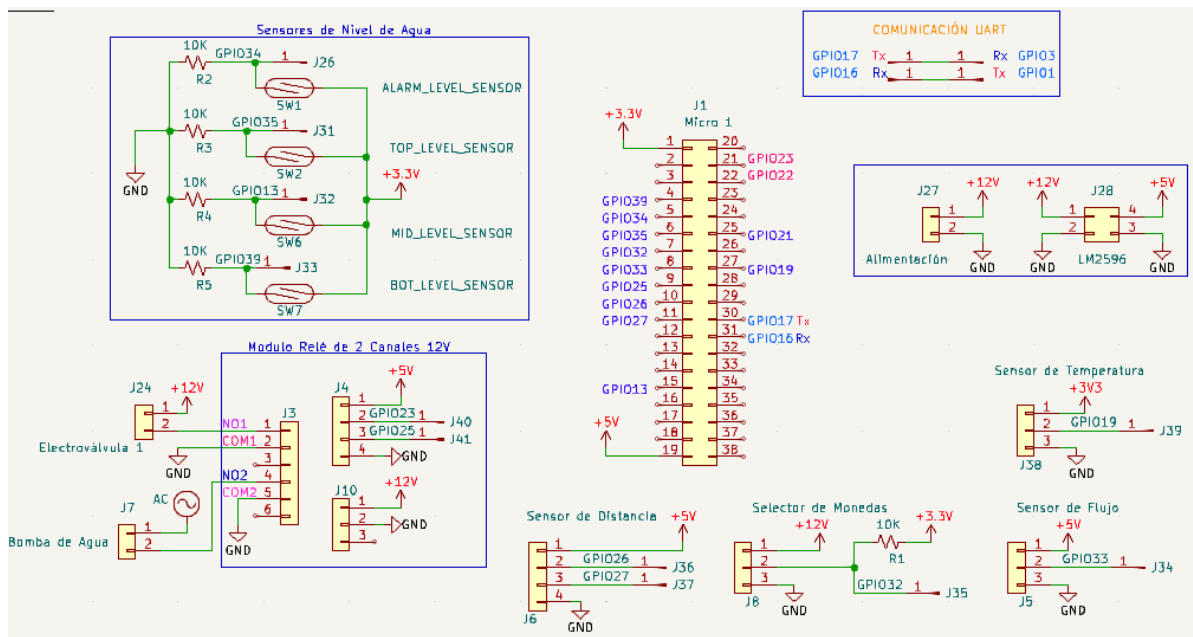 Sensores de Nivel de Agua
10K GPIO34 1 J26
R2
SW1 ALARM_LEVEL_SENSOR
10K GPIO35 1 J31
R3
SW2 TOP_LEVEL_SENSOR
GND
+3.3V
10K GPIO13 1 J32
R4
SW6 MID_LEVEL_SENSOR
10K GPIO39 1 J33
R5
SW7 BOT_LEVEL_SENSOR
COMUNICACIÓN UART
GPIO17 Tx 1 1 Rx GPIO3
GPIO16 Rx 1 1 Tx GPIO1
J1
Micro 1
+3.3V
1 20
2 21 GPIO23
3 22 GPIO22
GPIO39 4 23
GPIO34 5 24
GPIO35 6 25 GPIO21
GPIO32 7 26
GPIO33 8 27 GPIO19
GPIO25 9 28
GPIO26 10 29
GPIO27 11 30 GPIO17 Tx
12 31 GPIO16 Rx
13 32
14 33
GPIO13 15 34
16 35
17 36
18 37
+5V
19 38
J27 +12V +12V J28 +5V
1 1 4
2 2 3
Alimentación GND GND LM2596 GND
Modulo Relé de 2 Canales 12V
J24 +12V
1
2
Electroválvula 1
J3
NO1 1
COM1 2
GND 3
NO2 4
COM2 5
6
GND
J7 AC
1
2
Bomba de Agua
J4 +5V
1
2 GPIO23 1 J40
3 GPIO25 1 J41
4 GND
J10 +12V
1
2 GND
3
Sensor de Temperatura
+3V3
1
2 GPIO19 1 J39
3
J38 GND
Sensor de Distancia
+5V
1
2 GPIO26 1 J36
3 GPIO27 1 J37
4
J6 GND
Selector de Monedas
+12V 10K +3.3V
1 R1
2
3 GPIO32 1 J35
J8 GND
Sensor de Flujo
+5V
1
2 GPIO33 1 J34
3
J5 GND